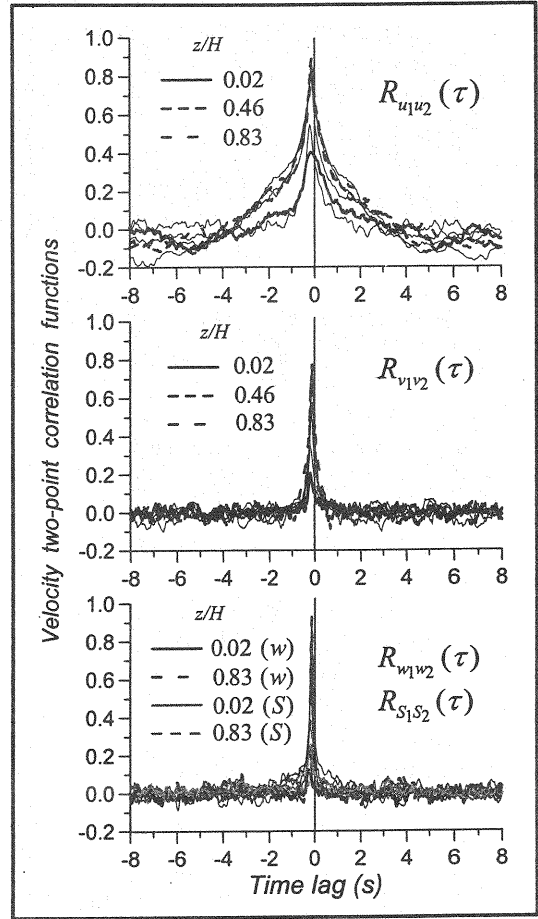 Velocity two-point correlation functions
1.0
0.8
0.6
0.4
0.2
0.0
-0.2
z/H
0.02
0.46
0.83
R_{u_1u_2}(τ)
-8 -6 -4 -2 0 2 4 6 8
1.0
0.8
0.6
0.4
0.2
0.0
-0.2
z/H
0.02
0.46
0.83
R_{v_1v_2}(τ)
-8 -6 -4 -2 0 2 4 6 8
1.0
0.8
0.6
0.4
0.2
0.0
-0.2
z/H
0.02 (w)
0.83 (w)
0.02 (S)
0.83 (S)
R_{w_1w_2}(τ)
R_{S_1S_2}(τ)
-8 -6 -4 -2 0 2 4 6 8
Time lag (s)